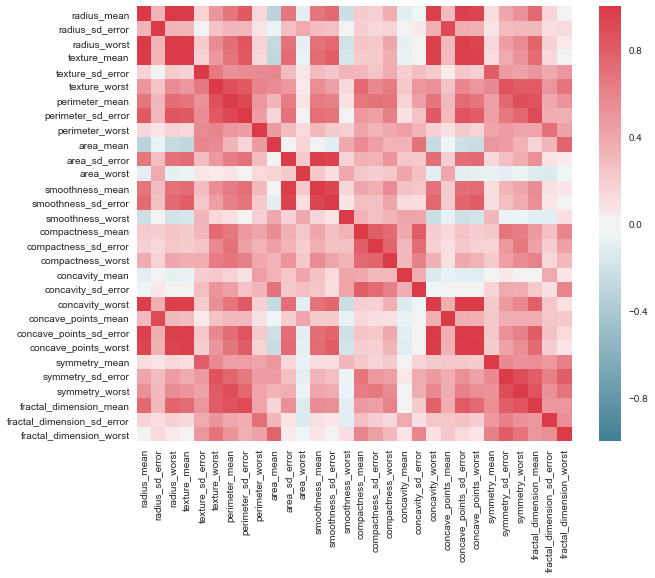 radius_mean
radius_sd_error
radius_worst
texture_mean
texture_sd_error
texture_worst
perimeter_mean
perimeter_sd_error
perimeter_worst
area_mean
area_sd_error
area_worst
smoothness_mean
smoothness_sd_error
smoothness_worst
compactness_mean
compactness_sd_error
compactness_worst
concavity_mean
concavity_sd_error
concavity_worst
concave_points_mean
concave_points_sd_error
concave_points_worst
symmetry_mean
symmetry_sd_error
symmetry_worst
fractal_dimension_mean
fractal_dimension_sd_error
fractal_dimension_worst
radius_mean
radius_sd_error
radius_worst
texture_mean
texture_sd_error
texture_worst
perimeter_mean
perimeter_sd_error
perimeter_worst
area_mean
area_sd_error
area_worst
smoothness_mean
smoothness_sd_error
smoothness_worst
compactness_mean
compactness_sd_error
compactness_worst
concavity_mean
concavity_sd_error
concavity_worst
concave_points_mean
concave_points_sd_error
concave_points_worst
symmetry_mean
symmetry_sd_error
symmetry_worst
fractal_dimension_mean
fractal_dimension_sd_error
fractal_dimension_worst
0.8
0.4
0.0
−0.4
−0.8